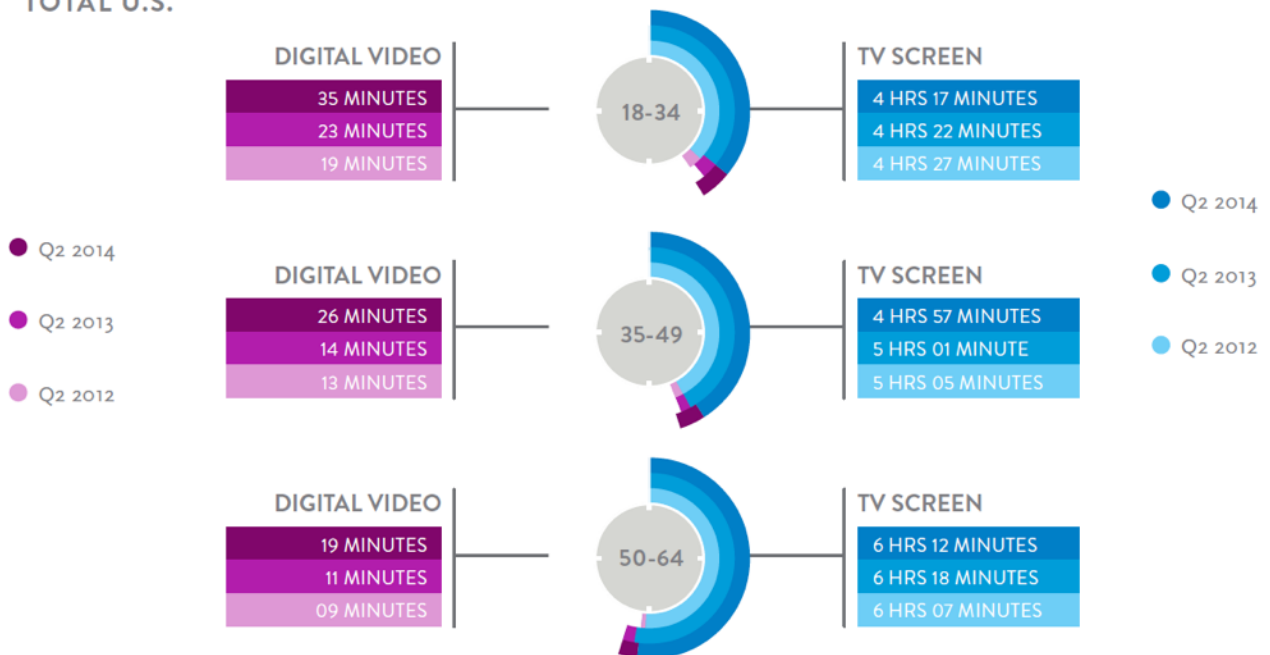 TOTAL U.S.
DIGITAL VIDEO
35 MINUTES
23 MINUTES
19 MINUTES
18-34
TV SCREEN
4 HRS 17 MINUTES
4 HRS 22 MINUTES
4 HRS 27 MINUTES
Q2 2014
Q2 2013
Q2 2012
DIGITAL VIDEO
26 MINUTES
14 MINUTES
13 MINUTES
35-49
TV SCREEN
4 HRS 57 MINUTES
5 HRS 01 MINUTE
5 HRS 05 MINUTES
Q2 2014
Q2 2013
Q2 2012
DIGITAL VIDEO
19 MINUTES
11 MINUTES
09 MINUTES
50-64
TV SCREEN
6 HRS 12 MINUTES
6 HRS 18 MINUTES
6 HRS 07 MINUTES